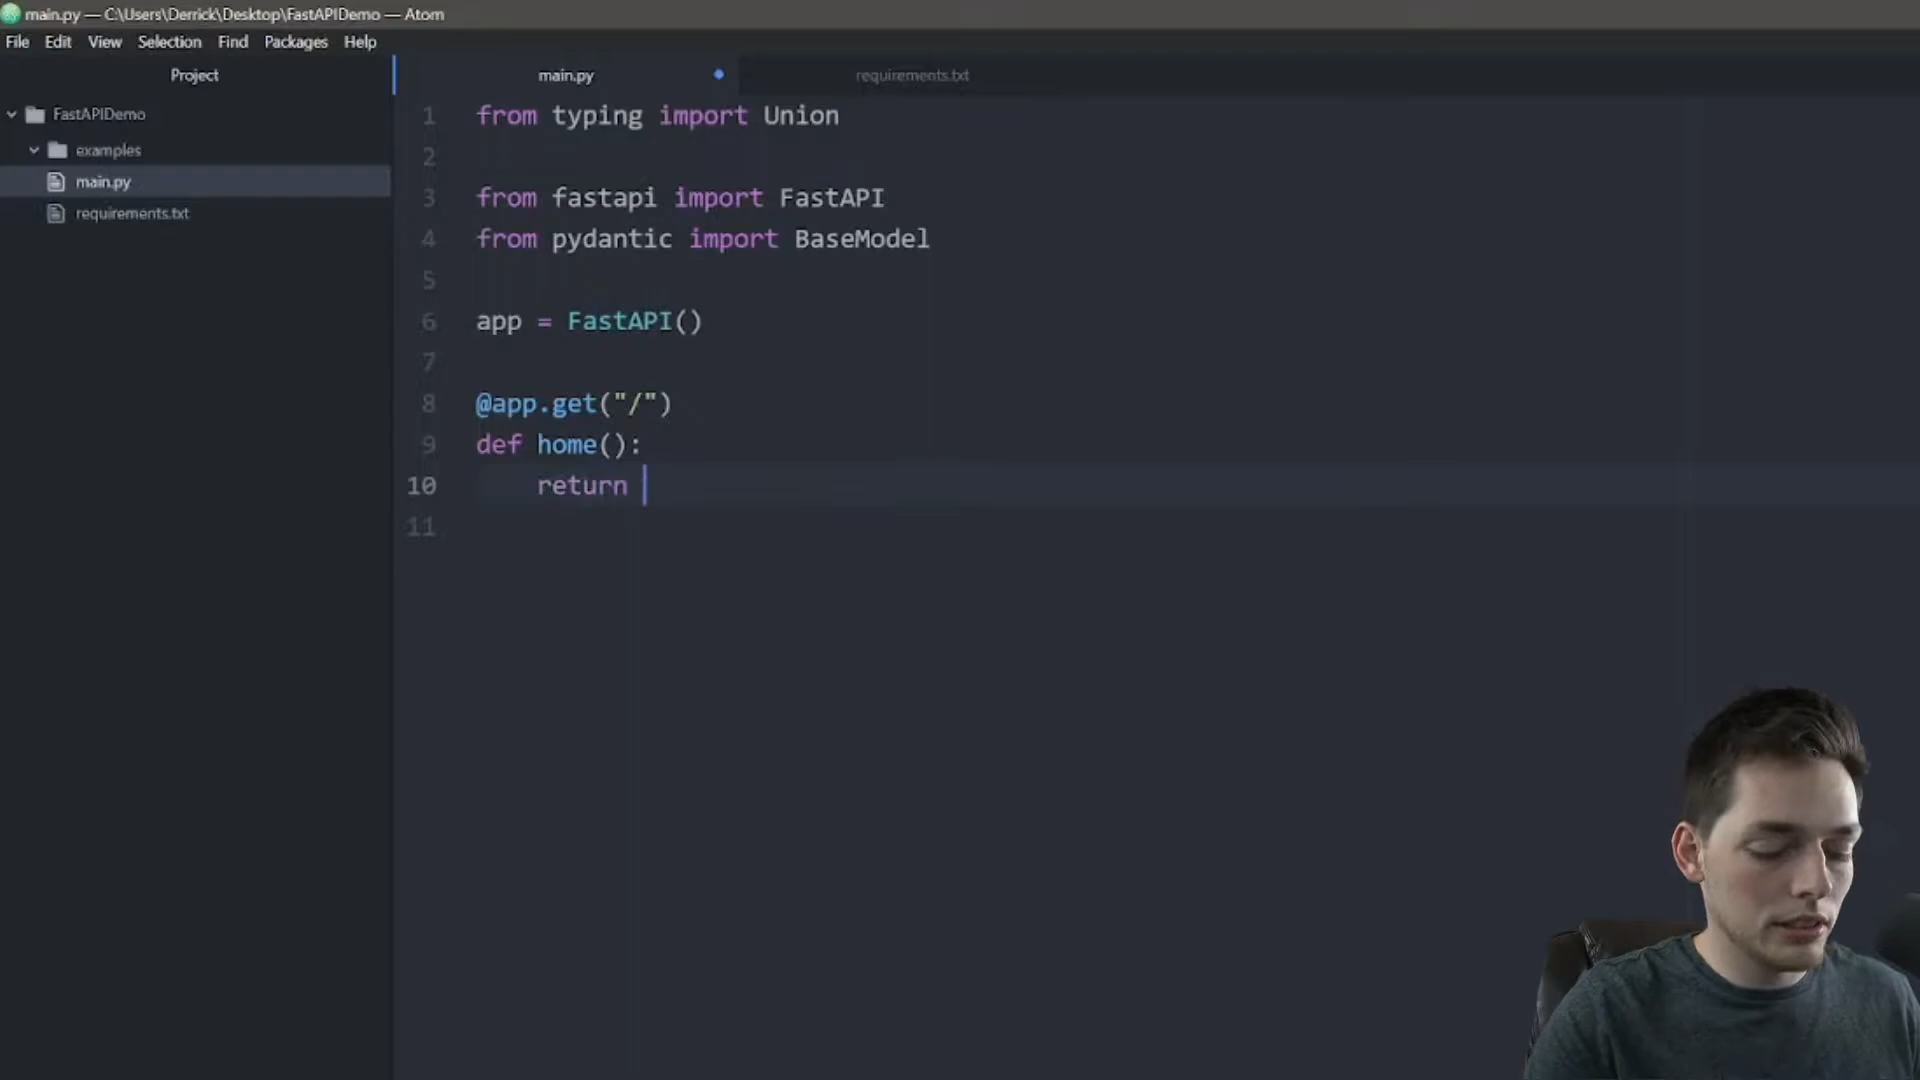 main.py — C:\Users\Derrick\Desktop\FastAPIDemo — Atom
File Edit View Selection Find Packages Help
Project
FastAPIDemo
examples
main.py
requirements.txt
main.py
requirements.txt
1 from typing import Union
2
3 from fastapi import FastAPI
4 from pydantic import BaseModel
5
6 app = FastAPI()
7
8 @app.get("/")
9 def home():
10 return
11